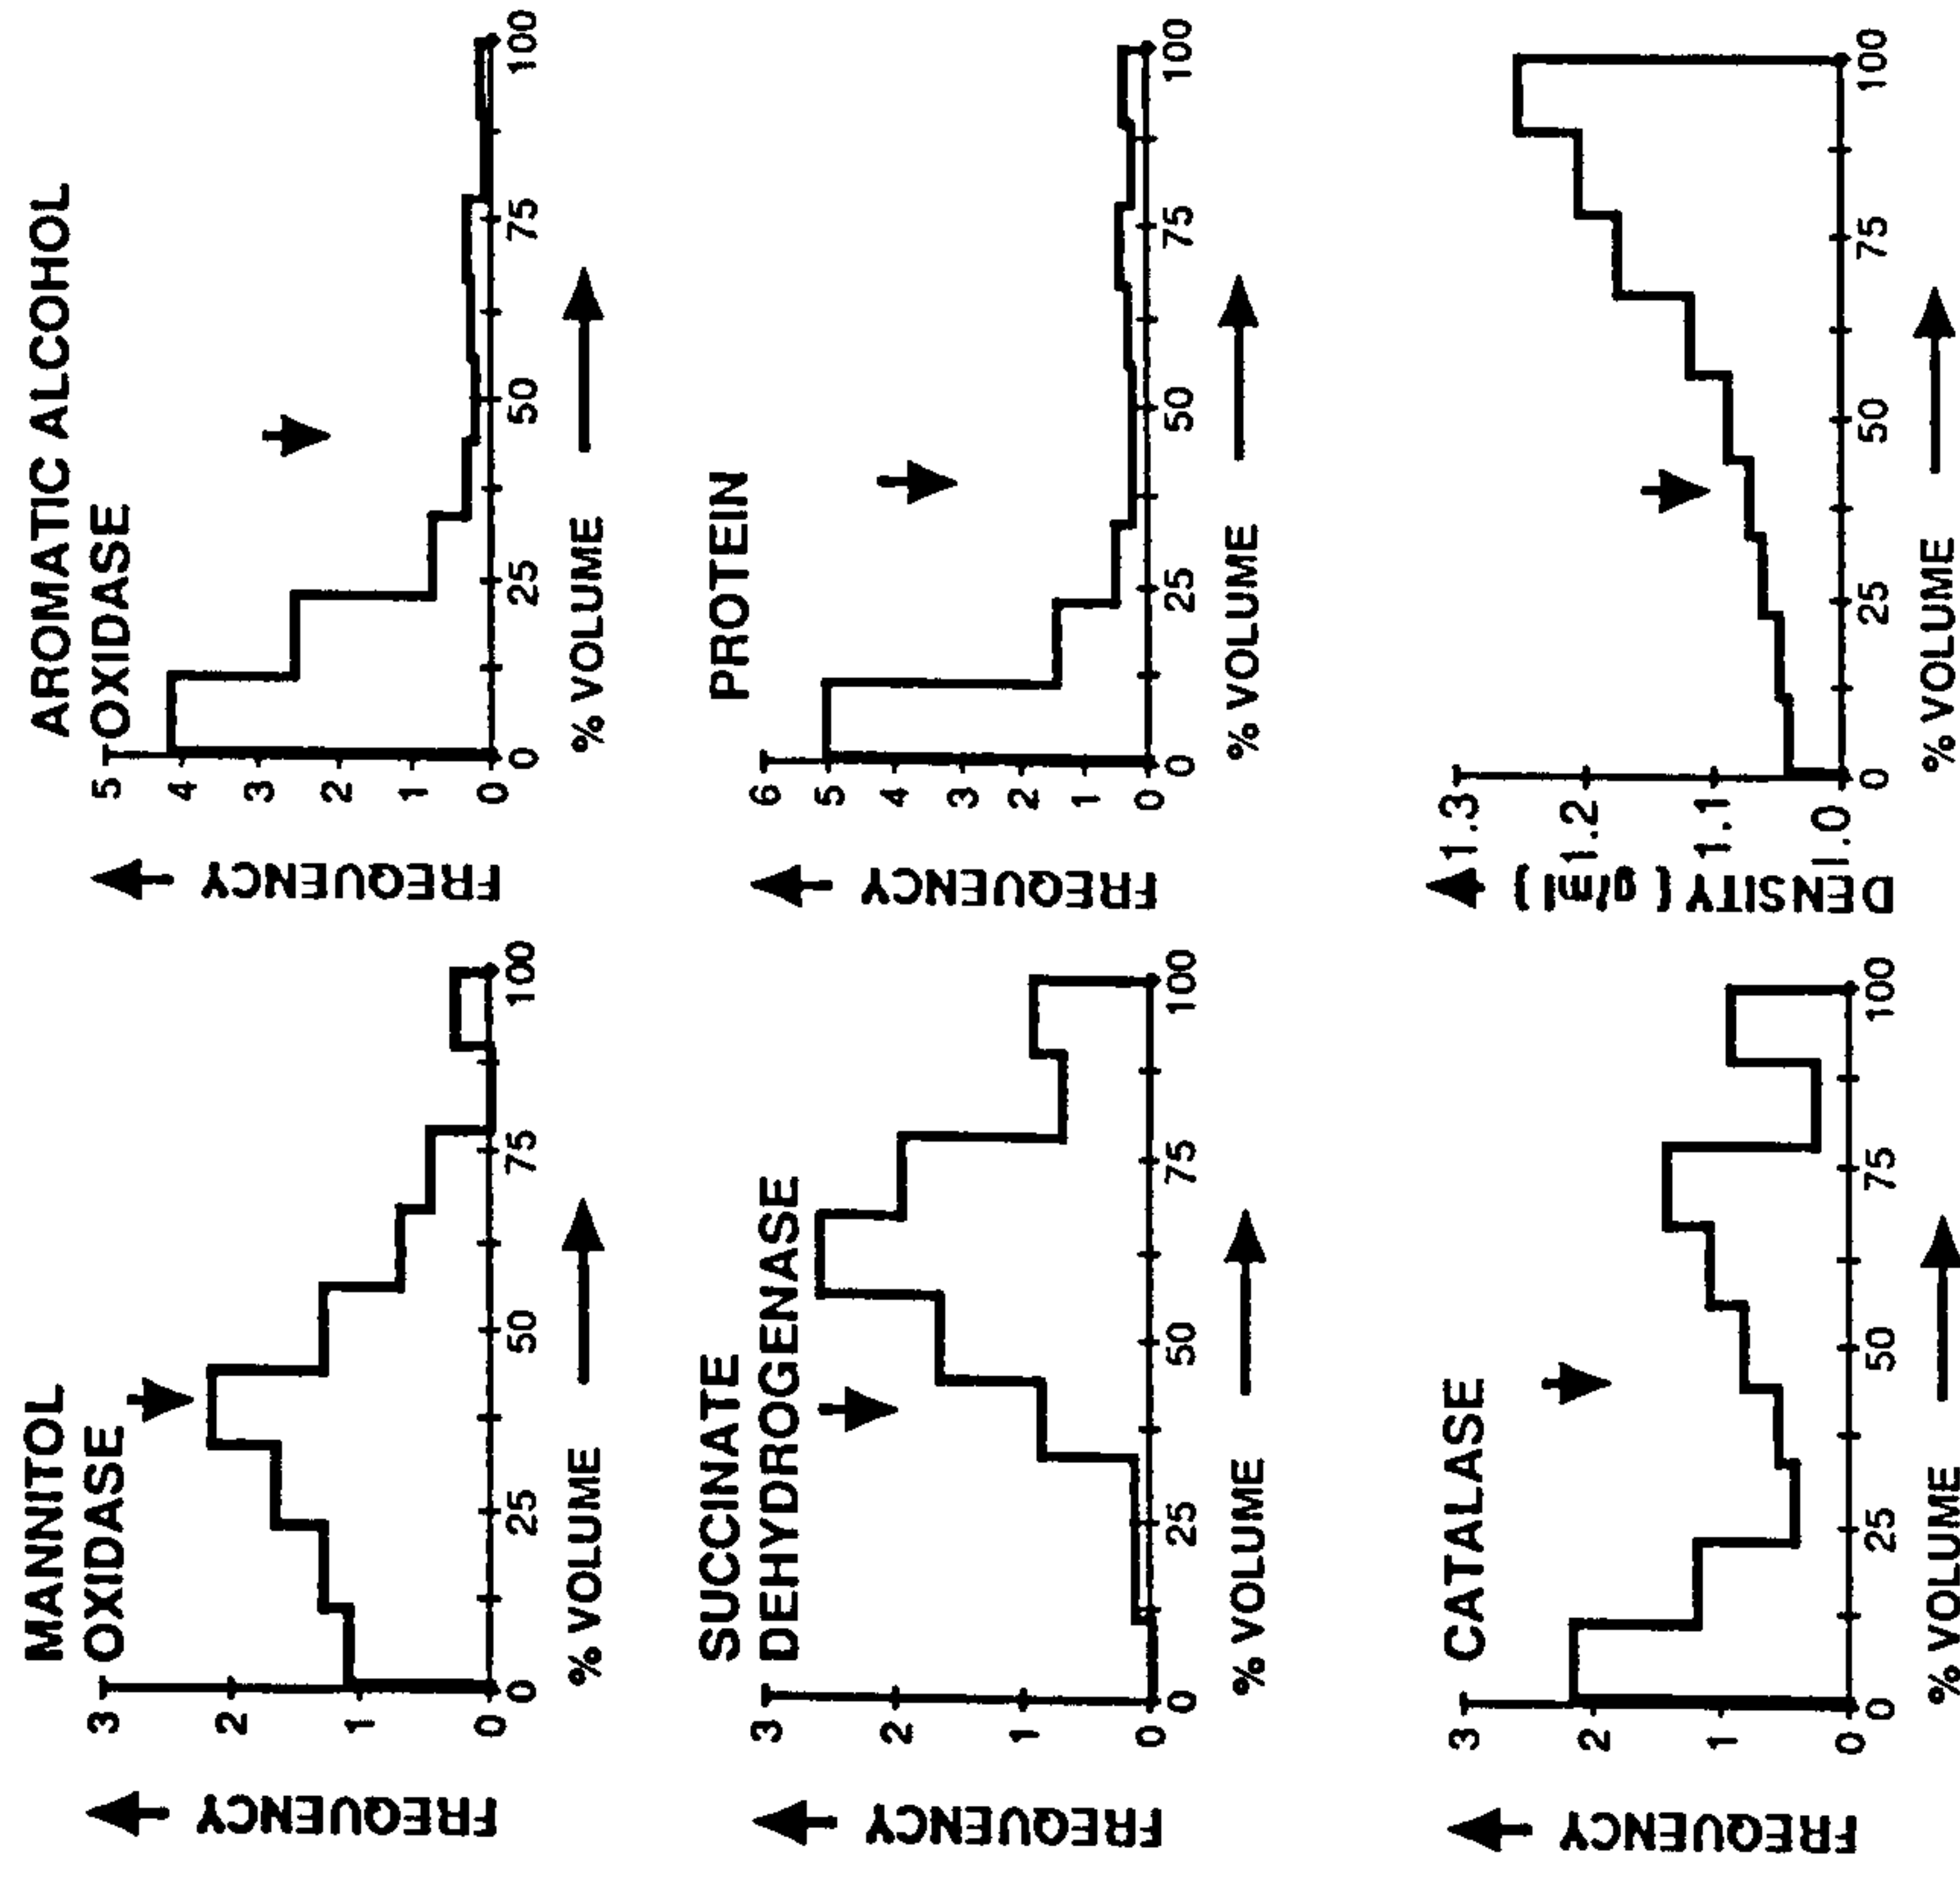 MANNITOL
OXIDASE
FREQUENCY
3
2
1
0
0 25 50 75 100
% VOLUME
AROMATIC ALCOHOL
OXIDASE
FREQUENCY
5
4
3
2
1
0
0 25 50 75 100
% VOLUME
SUCCINATE
DEHYDROGENASE
FREQUENCY
3
2
1
0
0 25 50 75 100
% VOLUME
PROTEIN
FREQUENCY
6
5
4
3
2
1
0
0 25 50 75 100
% VOLUME
CATALASE
FREQUENCY
3
2
1
0
0 25 50 75 100
% VOLUME
DENSITY (g/ml)
1.3
1.2
1.1
1.0
0 25 50 75 100
% VOLUME